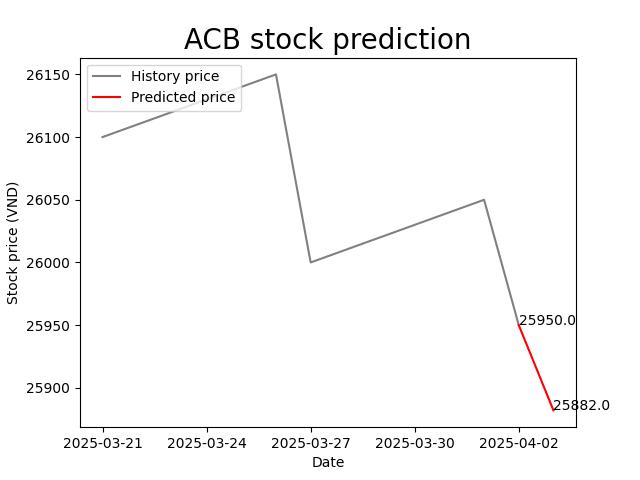 ACB stock prediction
History price
Predicted price
26150
26100
26050
26000
25950
25900
Stock price (VND)
25950.0
25882.0
2025-03-21
2025-03-24
2025-03-27
2025-03-30
2025-04-02
Date